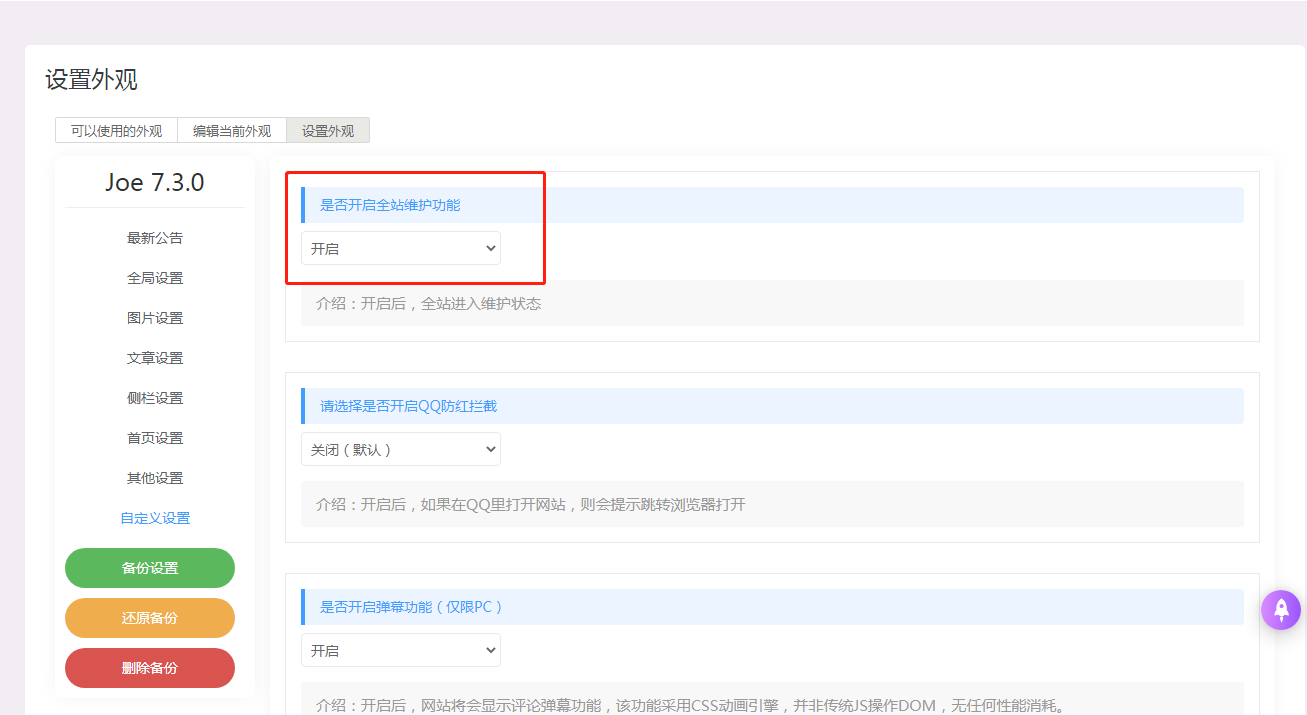 设置外观
可以使用的外观 编辑当前外观 设置外观
Joe 7.3.0
最新公告
全局设置
图片设置
文章设置
侧栏设置
首页设置
其他设置
自定义设置
备份设置
还原备份
删除备份
是否开启全站维护功能
开启
介绍：开启后，全站进入维护状态
请选择是否开启QQ防红拦截
关闭（默认）
介绍：开启后，如果在QQ里打开网站，则会提示跳转浏览器打开
是否开启弹幕功能（仅限PC）
开启
介绍：开启后，网站将会显示评论弹幕功能，该功能采用CSS动画引擎，并非传统JS操作DOM，无任何性能消耗。